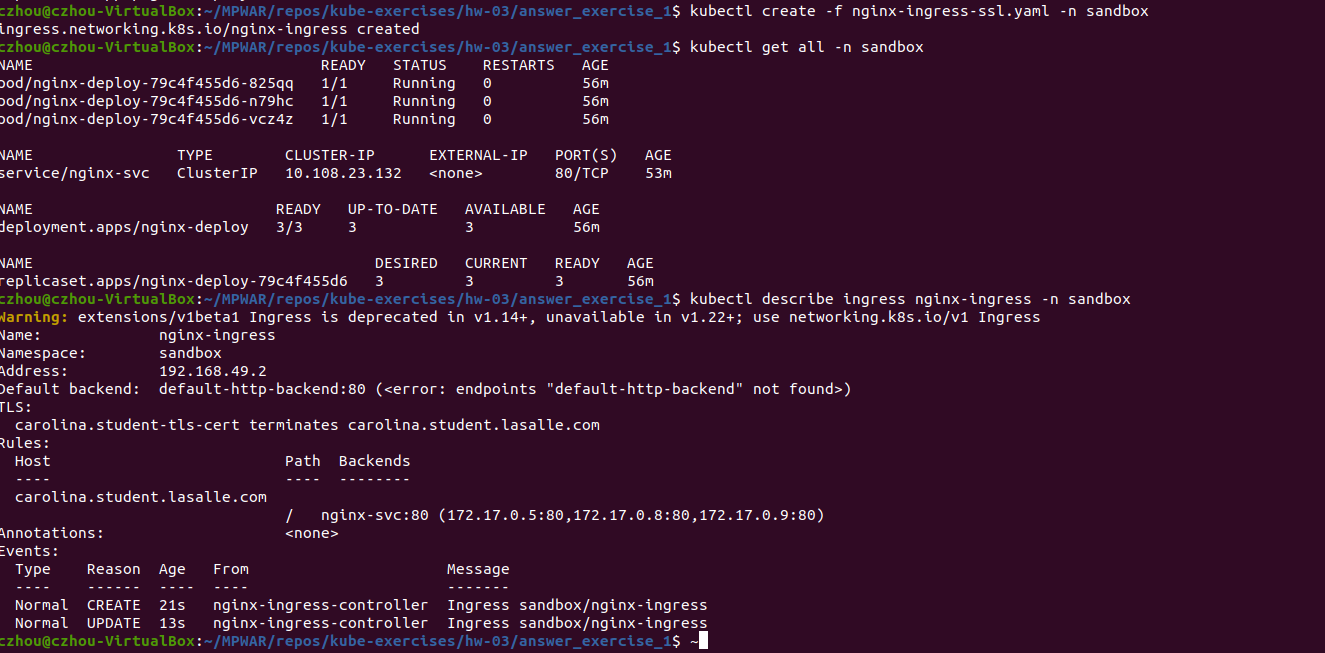 czhou@czhou-VirtualBox:~/MPWAR/repos/kube-exercises/hw-03/answer_exercise_1$ kubectl create -f nginx-ingress-ssl.yaml -n sandbox
ingress.networking.k8s.io/nginx-ingress created
czhou@czhou-VirtualBox:~/MPWAR/repos/kube-exercises/hw-03/answer_exercise_1$ kubectl get all -n sandbox
NAME                                READY   STATUS    RESTARTS   AGE
pod/nginx-deploy-79c4f455d6-825qq   1/1     Running   0          56m
pod/nginx-deploy-79c4f455d6-n79hc   1/1     Running   0          56m
pod/nginx-deploy-79c4f455d6-vcz4z   1/1     Running   0          56m

NAME                TYPE        CLUSTER-IP      EXTERNAL-IP   PORT(S)   AGE
service/nginx-svc   ClusterIP   10.108.23.132   <none>        80/TCP    53m

NAME                           READY   UP-TO-DATE   AVAILABLE   AGE
deployment.apps/nginx-deploy   3/3     3            3           56m

NAME                                      DESIRED   CURRENT   READY   AGE
replicaset.apps/nginx-deploy-79c4f455d6   3         3         3       56m
czhou@czhou-VirtualBox:~/MPWAR/repos/kube-exercises/hw-03/answer_exercise_1$ kubectl describe ingress nginx-ingress -n sandbox
Warning: extensions/v1beta1 Ingress is deprecated in v1.14+, unavailable in v1.22+; use networking.k8s.io/v1 Ingress
Name:             nginx-ingress
Namespace:        sandbox
Address:          192.168.49.2
Default backend:  default-http-backend:80 (<error: endpoints "default-http-backend" not found>)
TLS:
  carolina.student-tls-cert terminates carolina.student.lasalle.com
Rules:
  Host                          Path  Backends
  ----                          ----  --------
  carolina.student.lasalle.com
                                /   nginx-svc:80 (172.17.0.5:80,172.17.0.8:80,172.17.0.9:80)
Annotations:                    <none>
Events:
  Type    Reason  Age   From                      Message
  ----    ------  ----  ----                      -------
  Normal  CREATE  21s   nginx-ingress-controller  Ingress sandbox/nginx-ingress
  Normal  UPDATE  13s   nginx-ingress-controller  Ingress sandbox/nginx-ingress
czhou@czhou-VirtualBox:~/MPWAR/repos/kube-exercises/hw-03/answer_exercise_1$ ~